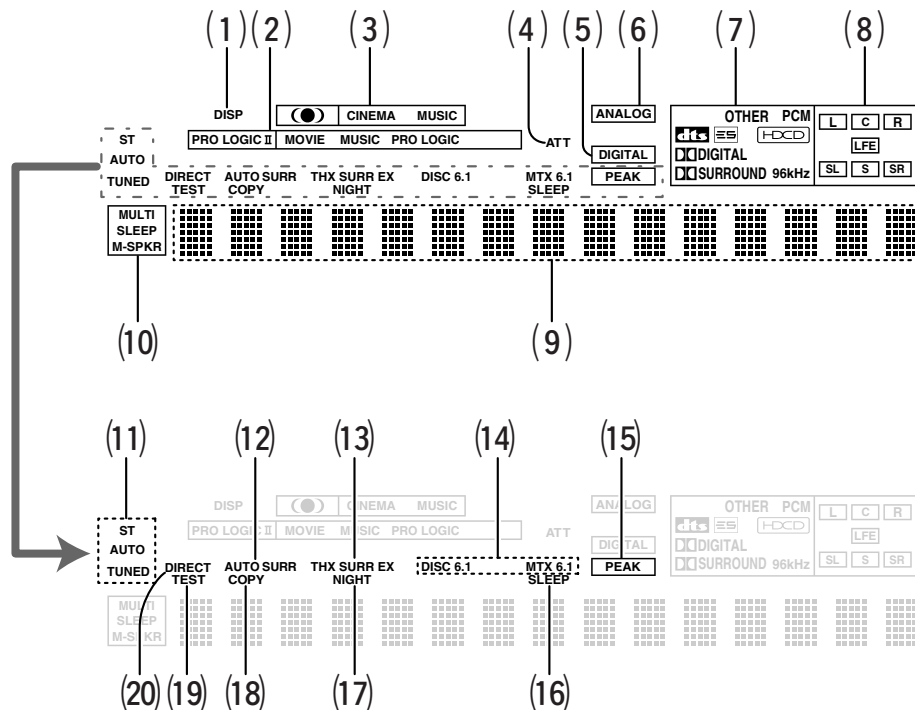 (1) (2) (3) (4) (5) (6) (7) (8)
DISP CINEMA MUSIC ANALOG OTHER PCM L C R
ST PRO LOGIC II MOVIE MUSIC PRO LOGIC ATT dts ES HDCD LFE
AUTO DIGITAL DIGITAL
TUNED DIRECT AUTO SURR THX SURR EX DISC 6.1 MTX 6.1 PEAK SURROUND 96kHz SL S SR
TEST COPY NIGHT SLEEP
MULTI
SLEEP
M-SPKR
(10) (9)
(11) (12) (13) (14) (15)
DISP CINEMA MUSIC ANALOG OTHER PCM L C R
ST PRO LOGIC II MOVIE MUSIC PRO LOGIC ATT dts ES HDCD LFE
AUTO DIGITAL DIGITAL
TUNED DIRECT AUTO SURR THX SURR EX DISC 6.1 MTX 6.1 PEAK SURROUND 96kHz SL S SR
TEST COPY NIGHT SLEEP
MULTI
SLEEP
M-SPKR
(20) (19) (18) (17) (16)